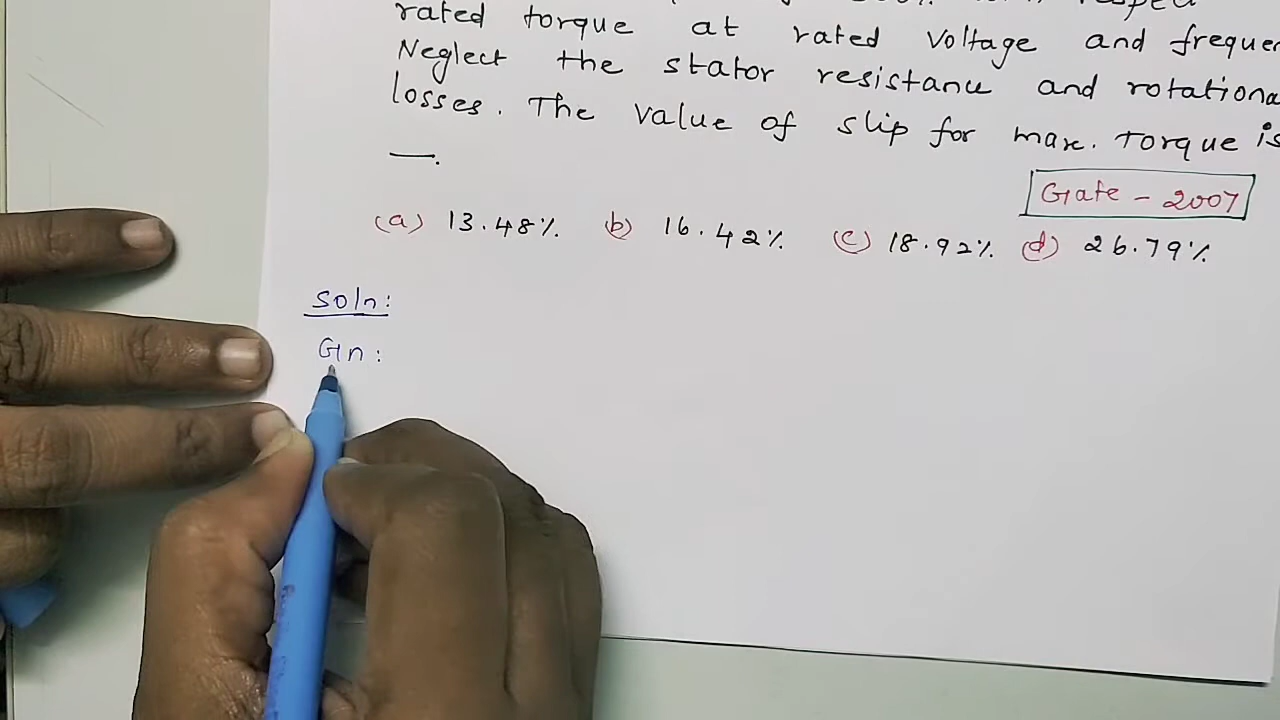 rated torque at rated voltage and frequen
Neglect the stator resistance and rotationa
losses. The value of slip for max. Torque is
—.
Gate - 2007
(a) 13.48% (b) 16.42% (c) 18.92% (d) 26.79%
Soln:
Gn: